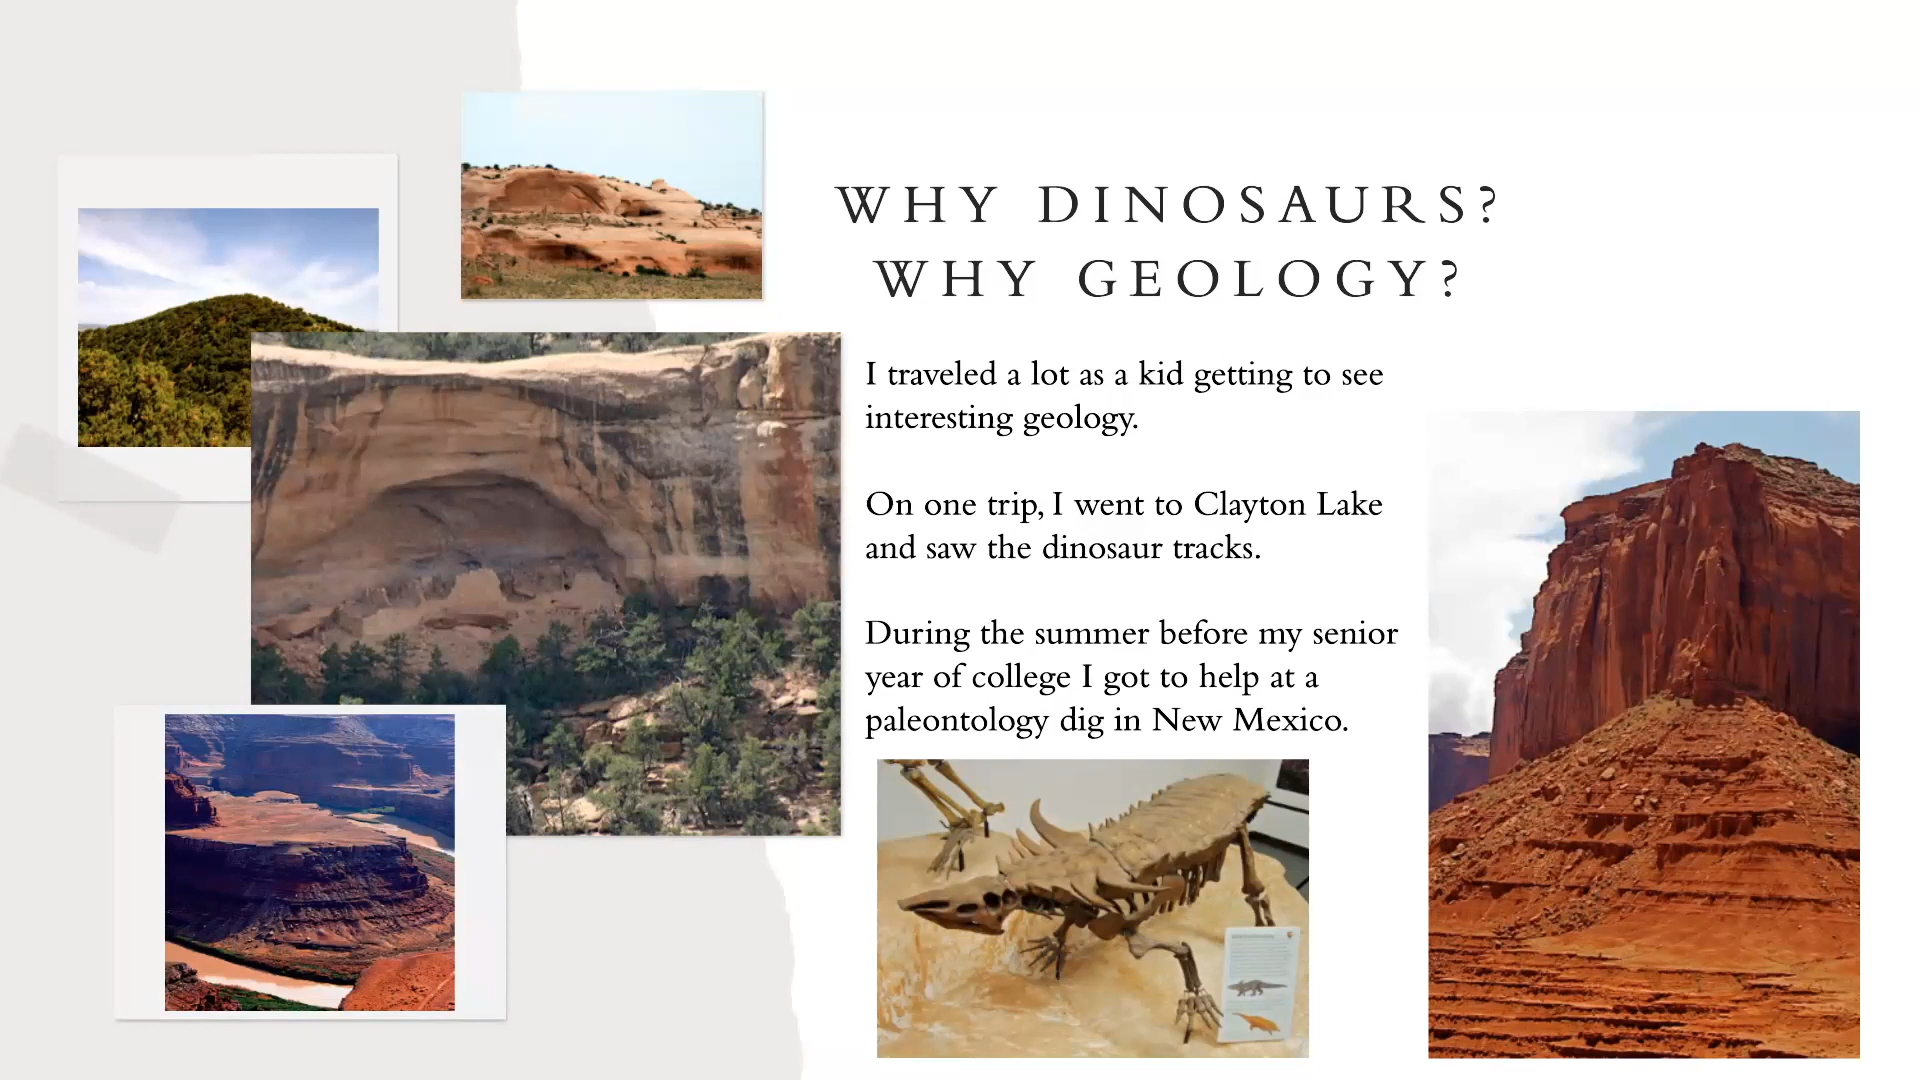 WHY DINOSAURS?
WHY GEOLOGY?
I traveled a lot as a kid getting to see
interesting geology.
On one trip, I went to Clayton Lake
and saw the dinosaur tracks.
During the summer before my senior
year of college I got to help at a
paleontology dig in New Mexico.